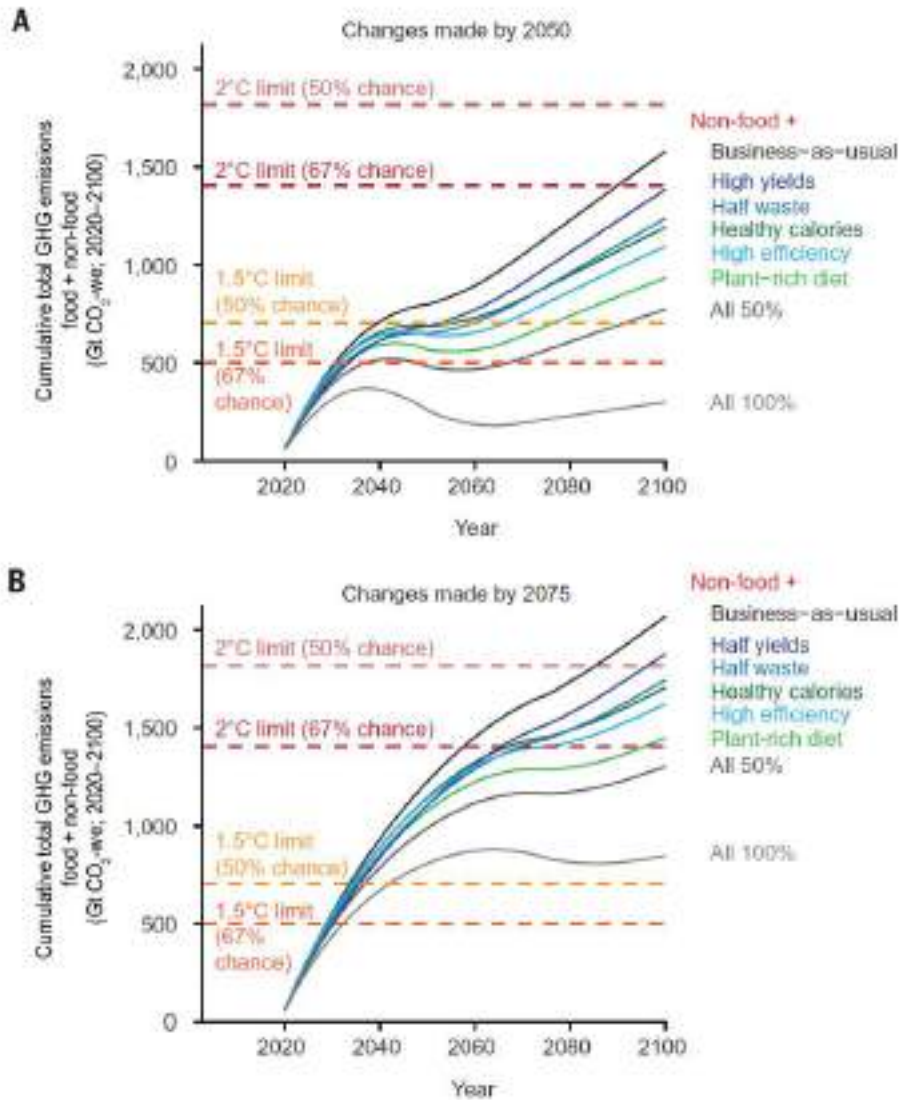 A
Changes made by 2050
Cumulative total GHG emissions
food + non-food
(Gt CO2-we; 2020–2100)
2,000
1,500
1,000
500
0
2°C limit (50% chance)
2°C limit (67% chance)
1.5°C limit
(50% chance)
1.5°C limit
(67%
chance)
Non-food +
Business-as-usual
High yields
Half waste
Healthy calories
High efficiency
Plant-rich diet
All 50%
All 100%
2020 2040 2060 2080 2100
Year
B
Changes made by 2075
Cumulative total GHG emissions
food + non-food
(Gt CO2-we; 2020–2100)
2,000
1,500
1,000
500
0
2°C limit (50% chance)
2°C limit (67% chance)
1.5°C limit
(50% chance)
1.5°C limit
(67%
chance)
Non-food +
Business-as-usual
Half yields
Half waste
Healthy calories
High efficiency
Plant-rich diet
All 50%
All 100%
2020 2040 2060 2080 2100
Year